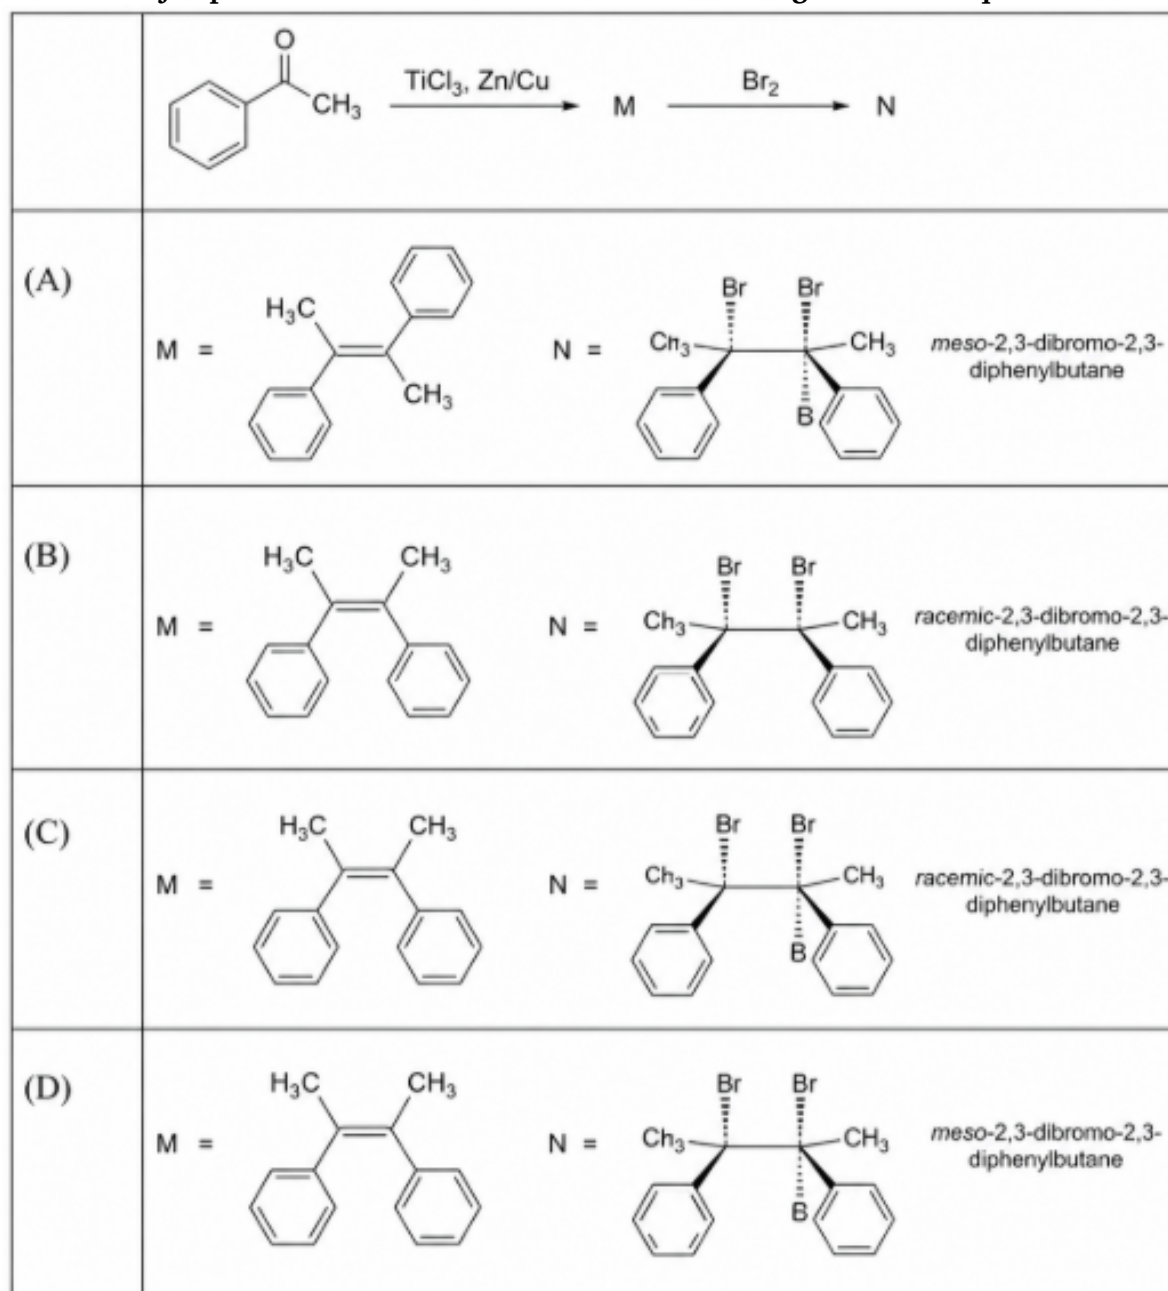 O
CH₃
TiCl₃, Zn/Cu
M
Br₂
N
(A)
M =
H₃C
CH₃
N =
Br Br
Ch₃
CH₃
B
meso-2,3-dibromo-2,3-
diphenylbutane
(B)
M =
H₃C CH₃
N =
Br Br
Ch₃
CH₃
racemic-2,3-dibromo-2,3-
diphenylbutane
(C)
M =
H₃C CH₃
N =
Br Br
Ch₃
CH₃
B
racemic-2,3-dibromo-2,3-
diphenylbutane
(D)
M =
H₃C CH₃
N =
Br Br
Ch₃
CH₃
B
meso-2,3-dibromo-2,3-
diphenylbutane